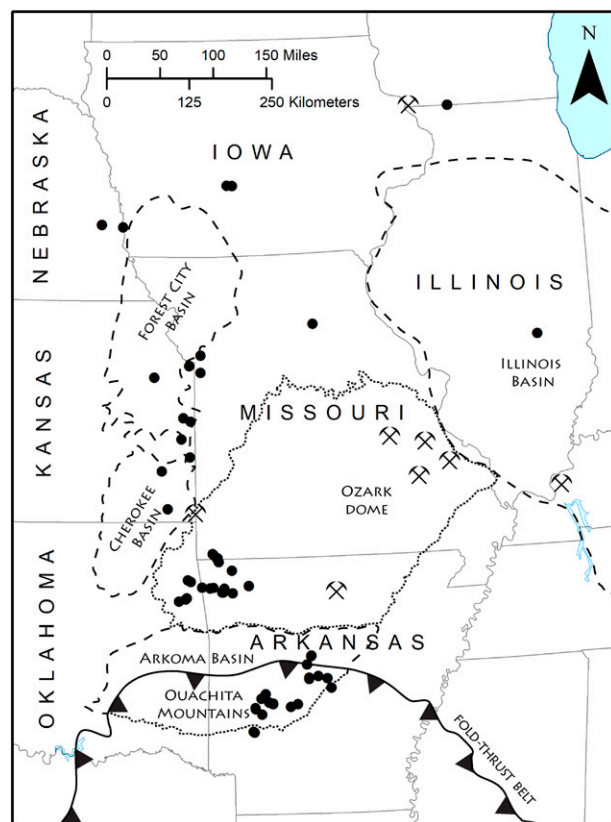 N
0 50 100 150 Miles
0 125 250 Kilometers
IOWA
NEBRASKA
FOREST CITY
BASIN
ILLINOIS
ILLINOIS
BASIN
KANSAS
MISSOURI
OZARK
DOME
CHEROKEE
BASIN
OKLAHOMA
ARKANSAS
ARKOMA BASIN
OUACHITA
MOUNTAINS
FOLD-THRUST BELT